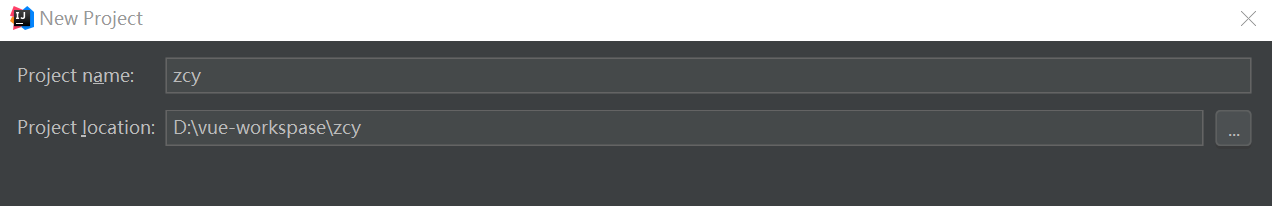 IJ New Project
Project name: zcy
Project location: D:\vue-workspase\zcy ...